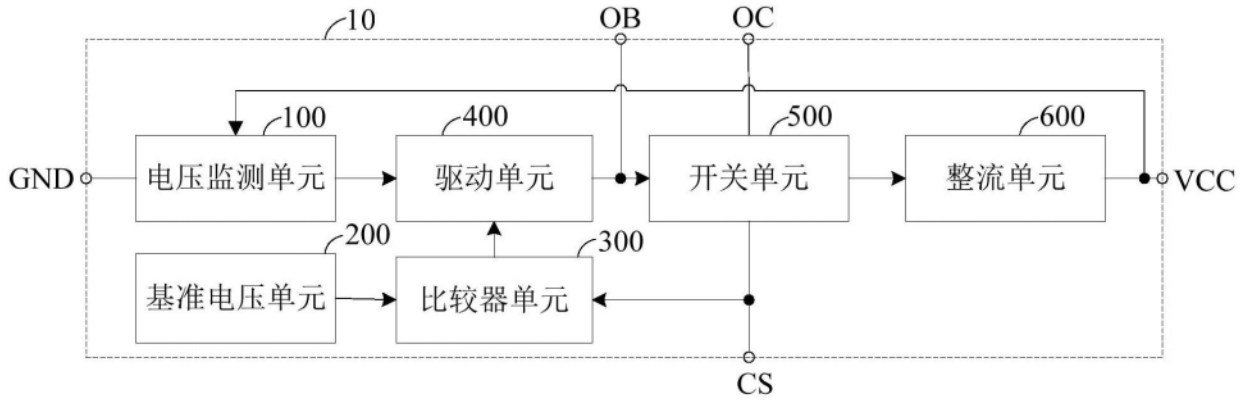 10
OB
OC
100
400
500
600
GND
电压监测单元
驱动单元
开关单元
整流单元
VCC
200
300
基准电压单元
比较器单元
CS